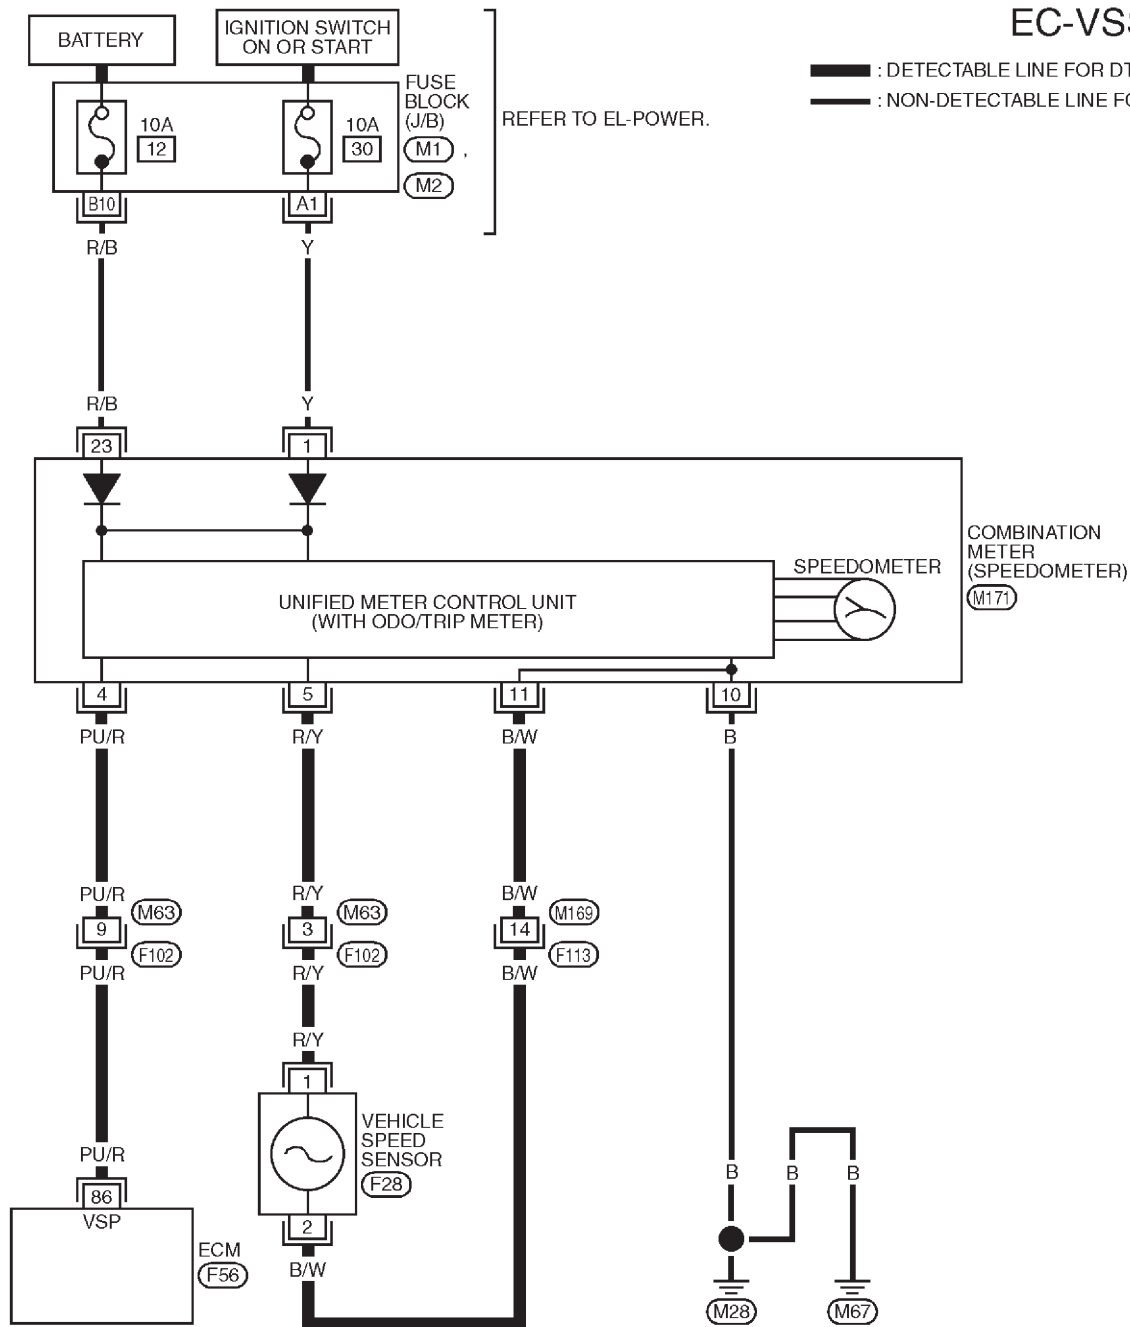 EC-VSS
: DETECTABLE LINE FOR DT
: NON-DETECTABLE LINE FO
BATTERY
IGNITION SWITCH
ON OR START
FUSE
BLOCK
(J/B)
M1 ,
M2
REFER TO EL-POWER.
10A
12
10A
30
B10
A1
R/B
Y
R/B
Y
23
1
COMBINATION
METER
(SPEEDOMETER)
M171
SPEEDOMETER
UNIFIED METER CONTROL UNIT
(WITH ODO/TRIP METER)
4
5
11
10
PU/R
R/Y
B/W
B
PU/R
R/Y
B/W
M63
M63
M169
9
3
14
F102
F102
F113
PU/R
R/Y
B/W
R/Y
1
VEHICLE
SPEED
SENSOR
F28
2
B/W
PU/R
86
VSP
ECM
F56
B
B
B
M28
M67